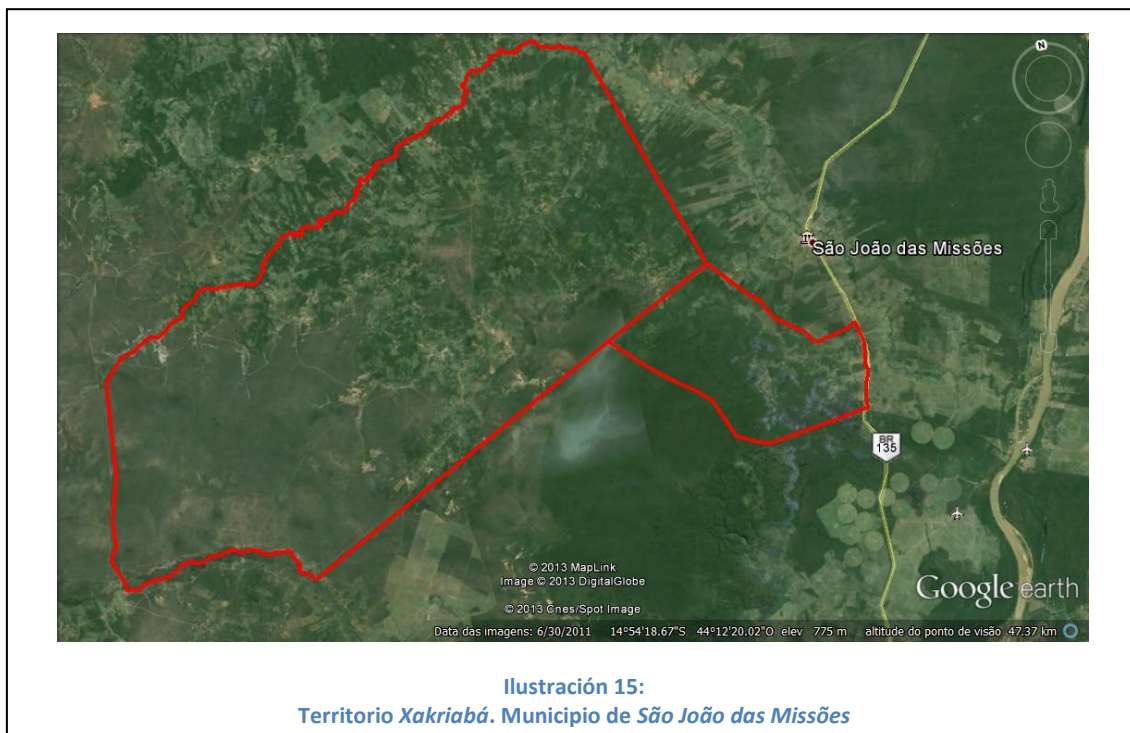 N
São João das Missões
BR
135
© 2013 MapLink
Image © 2013 DigitalGlobe
© 2013 Cnes/Spot Image
Google earth
Data das imagens: 6/30/2011 14°54'18.67"S 44°12'20.02"O elev 775 m altitude do ponto de visão 47.37 km
Ilustración 15:
Territorio Xakriabá. Municipio de São João das Missões